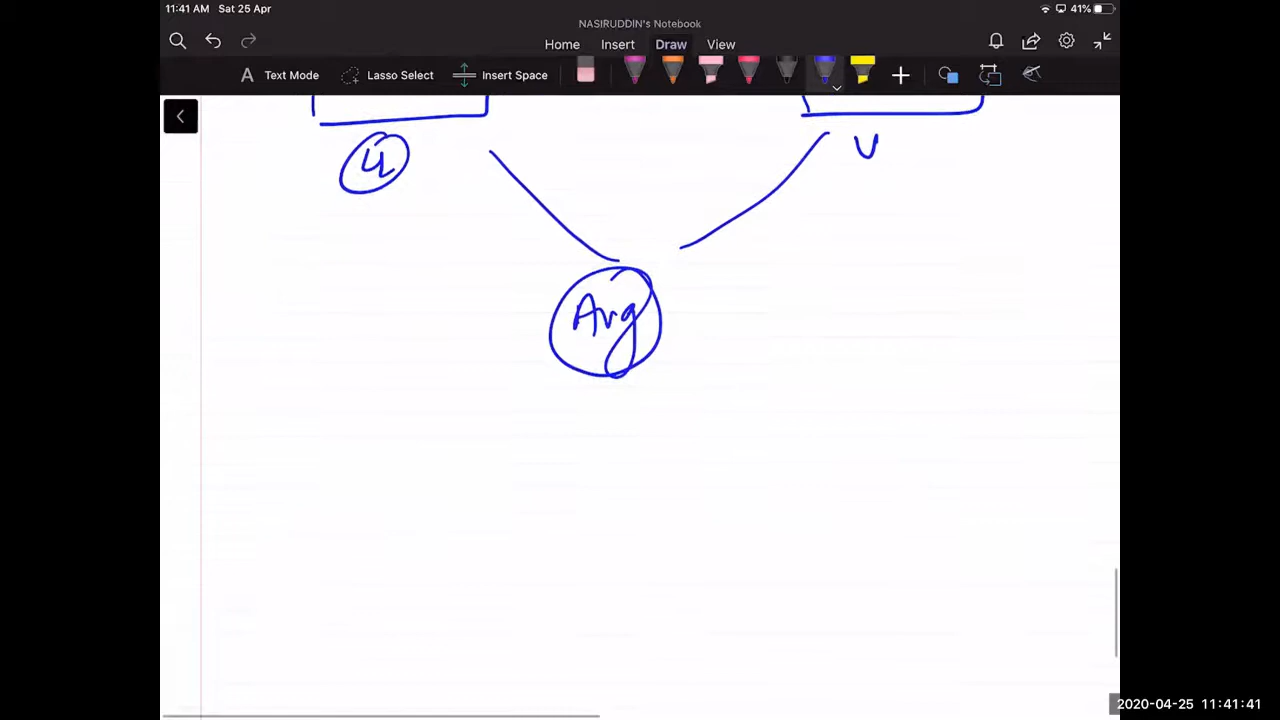 11:41 AM Sat 25 Apr 41%
NASIRUDDIN's Notebook
Home Insert Draw View
A Text Mode Lasso Select Insert Space
Avg
2020-04-25 11:41:41